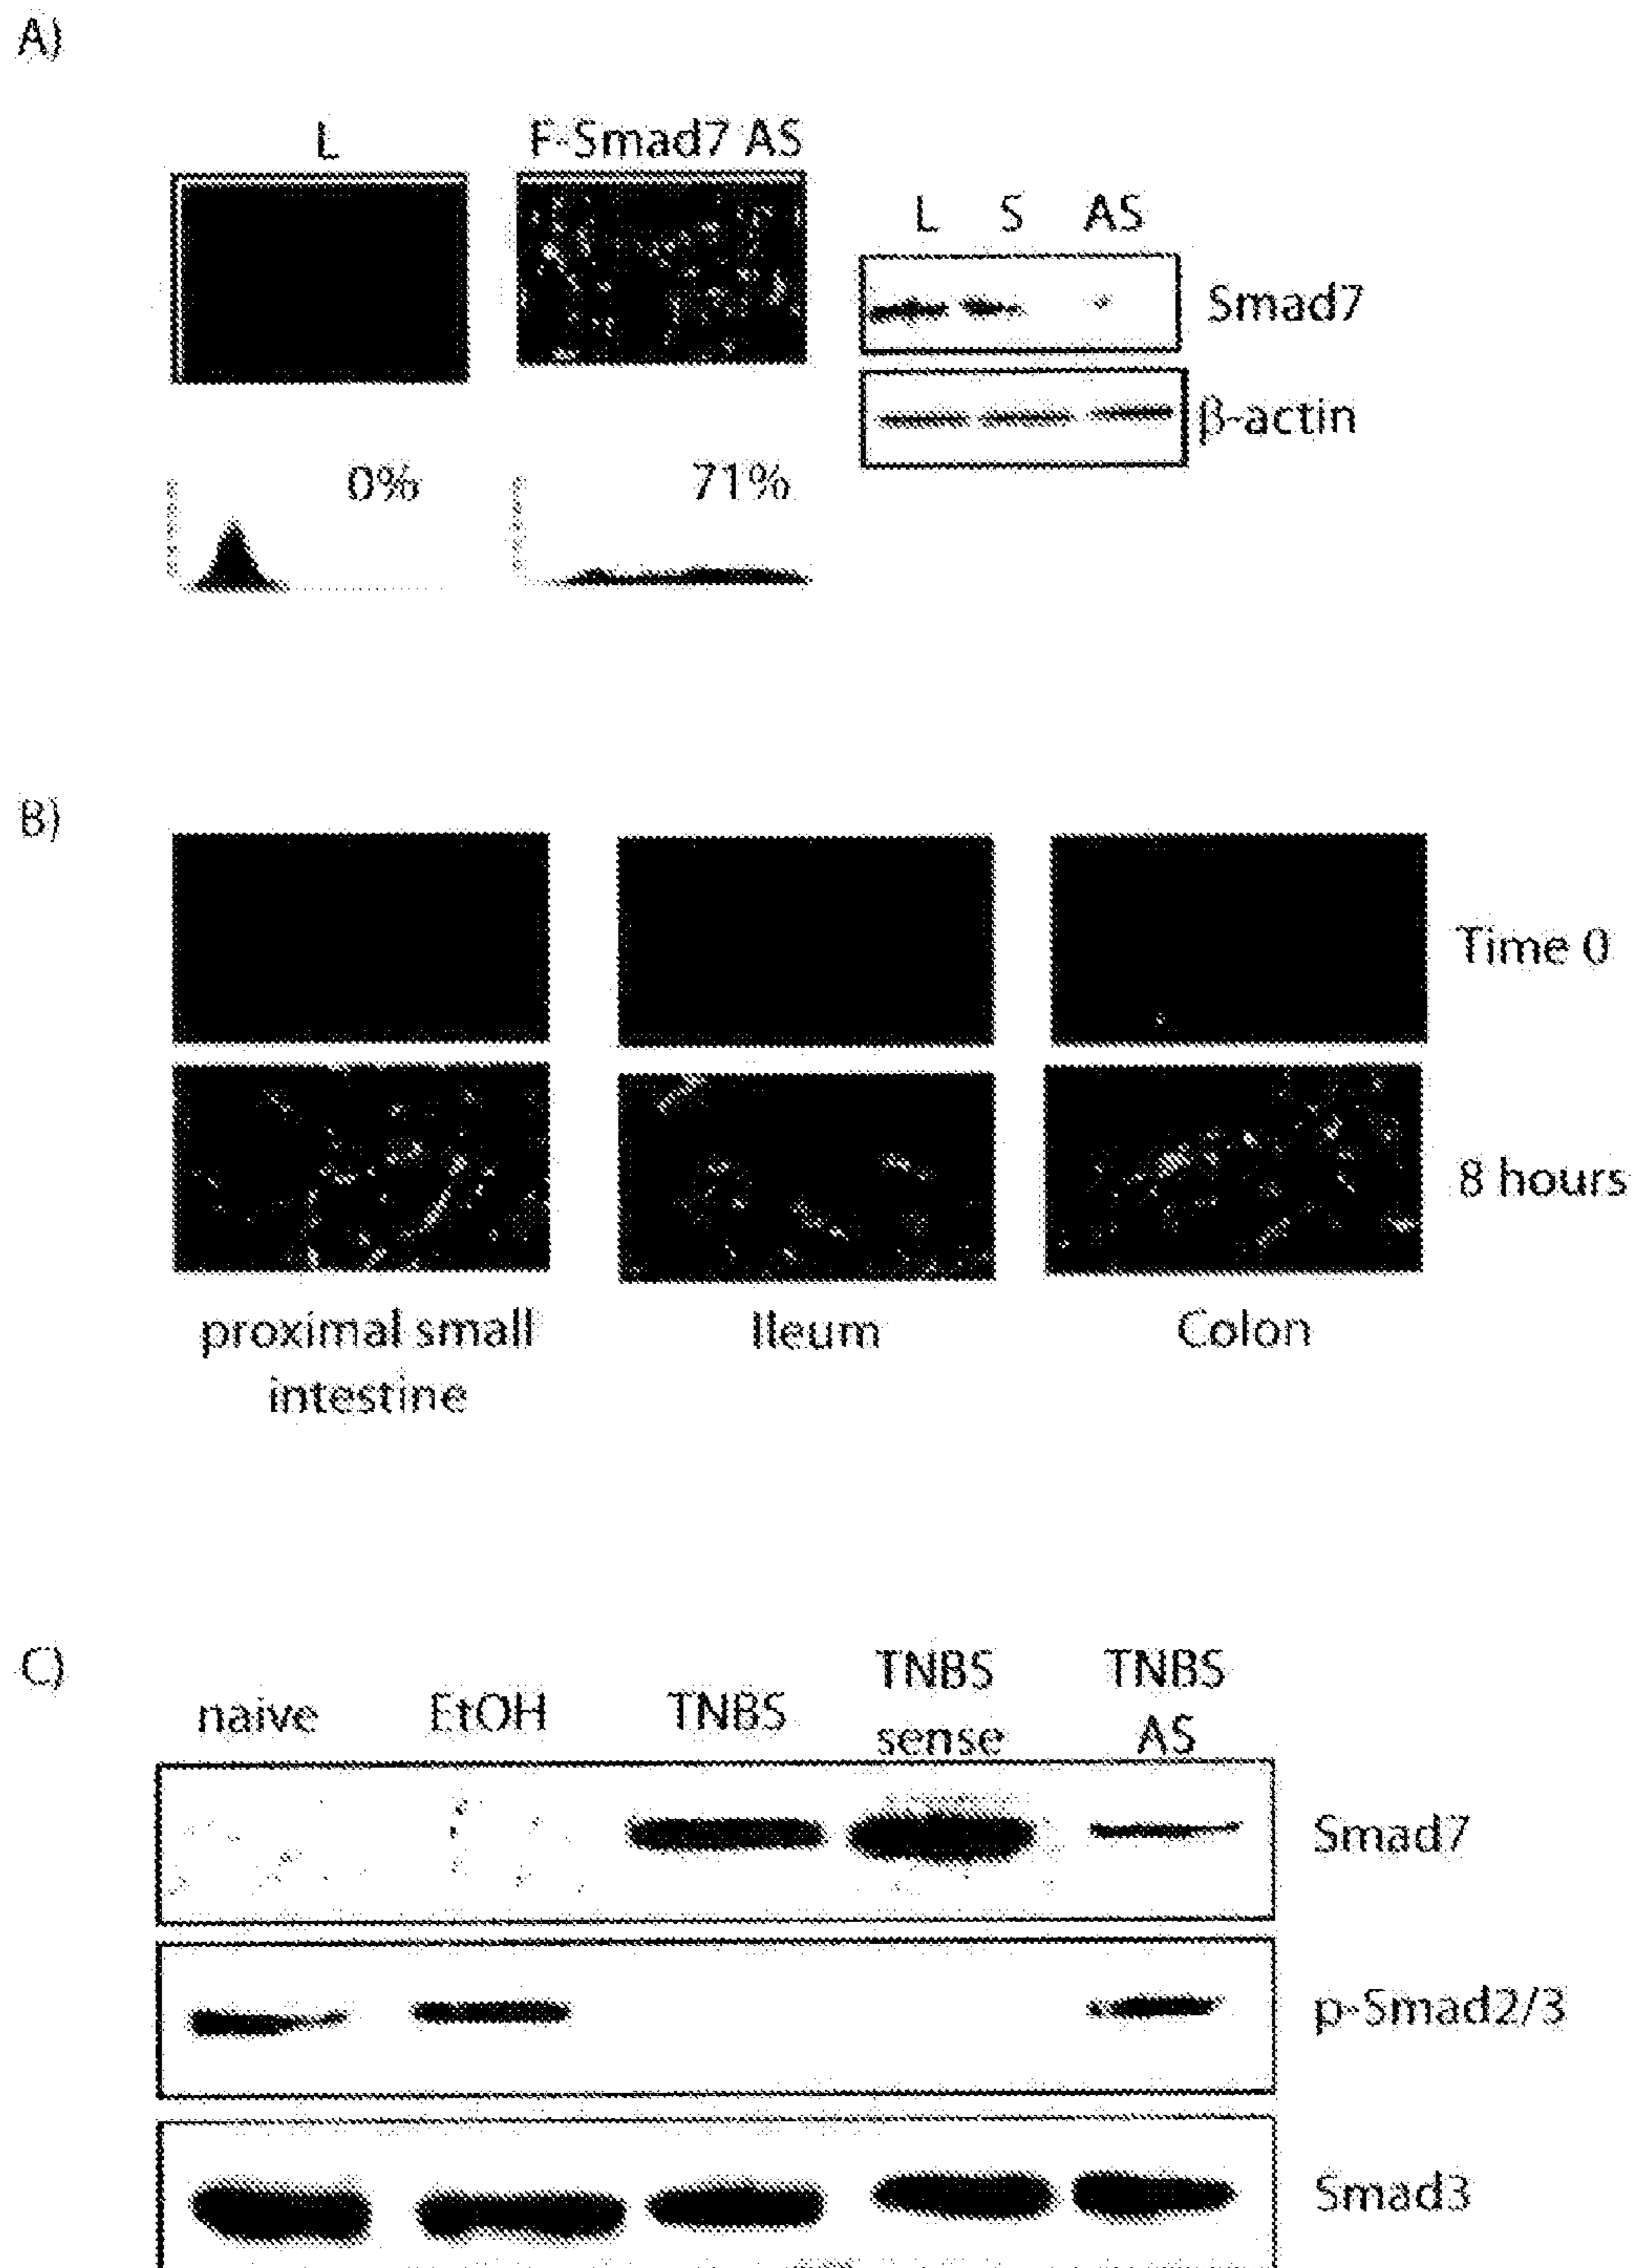 A)
L
F-Smad7 AS
L S AS
Smad7
β-actin
0%
71%
B)
Time 0
8 hours
proximal small
intestine
Ileum
Colon
C)
naive
EtOH
TNBS
TNBS
sense
TNBS
AS
Smad7
p-Smad2/3
Smad3